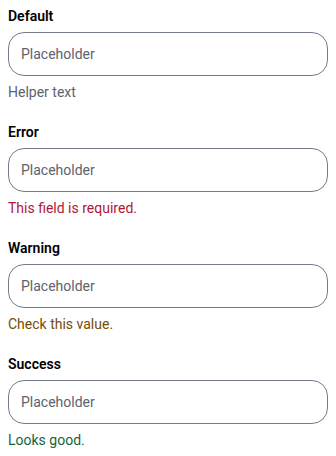 Default
Placeholder
Helper text
Error
Placeholder
This field is required.
Warning
Placeholder
Check this value.
Success
Placeholder
Looks good.